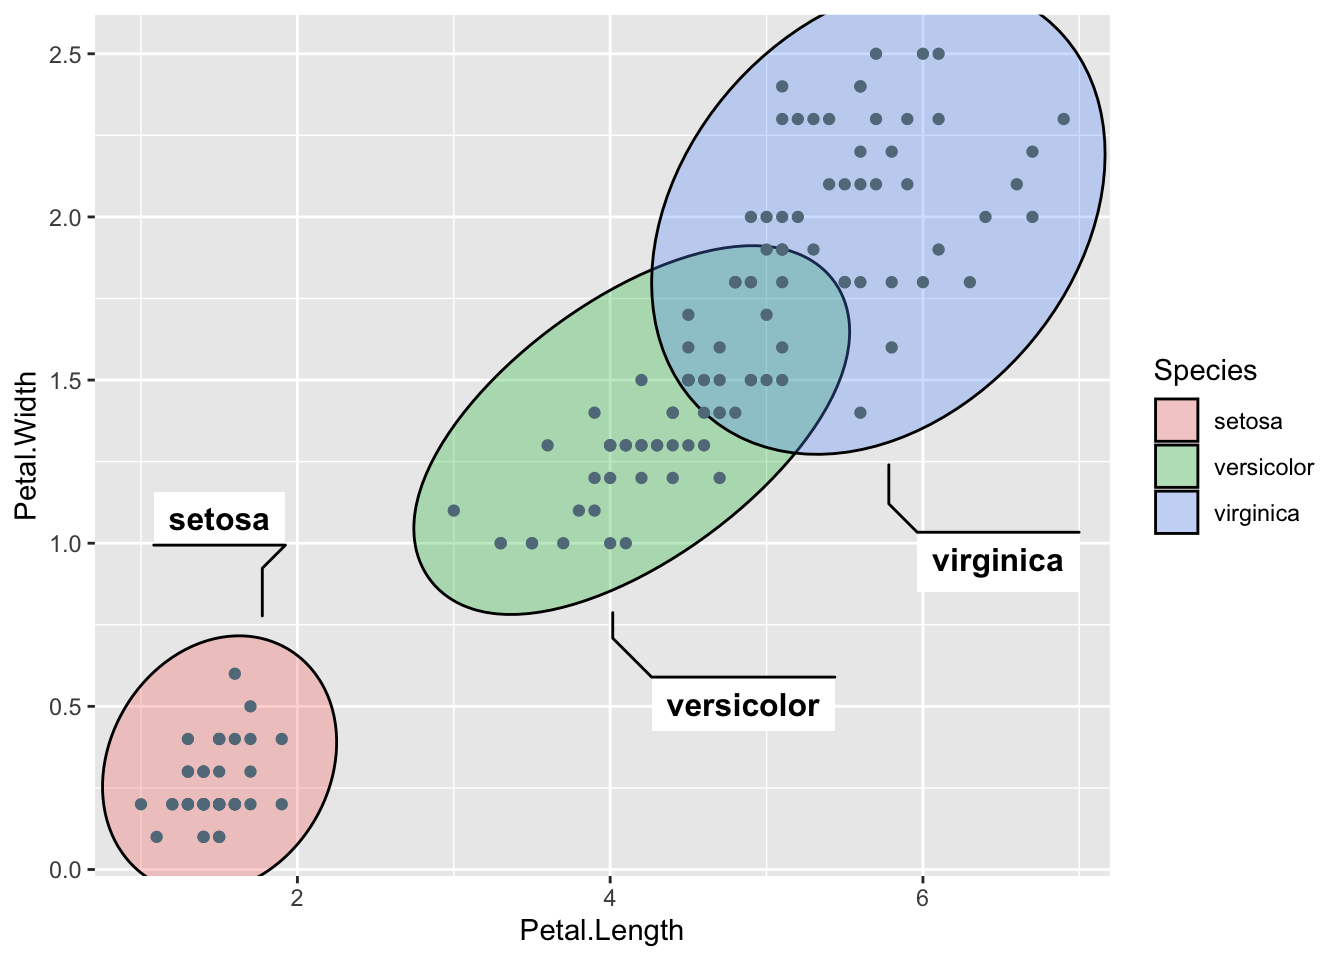 2.5
2.0
1.5
1.0
0.5
0.0
Petal.Width
setosa
virginica
versicolor
2
4
6
Petal.Length
Species
setosa
versicolor
virginica